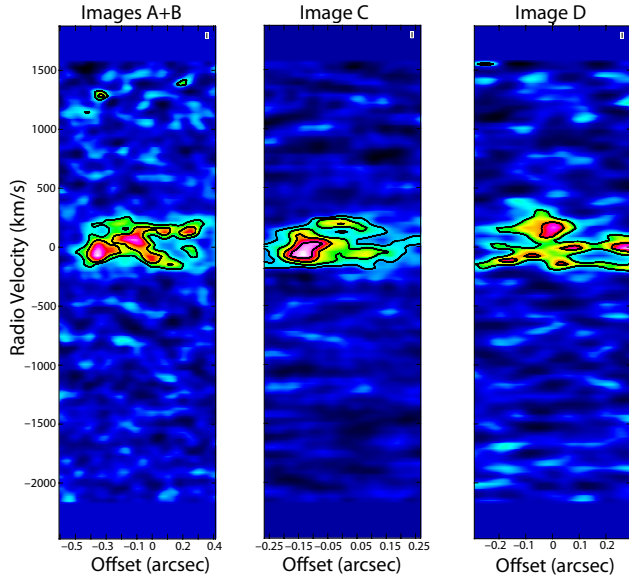 Images A+B
Image C
Image D
Radio Velocity (km/s)
1500
1000
500
0
−500
−1000
−1500
−2000
−0.5 −0.3 −0.1 0 0.2 0.4
−0.25 −0.15 −0.05 0.05 0.15 0.25
−0.2 −0.1 0 0.1 0.2
Offset (arcsec)
Offset (arcsec)
Offset (arcsec)